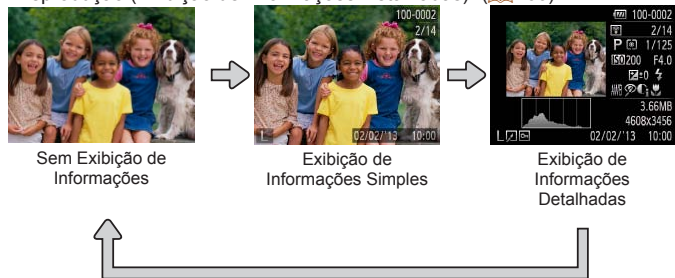 100-0002
2/14
L
02/02/'13 10:00
100-0002
2/14
P 1/125
ISO200 F4.0
±0
3.66MB
4608x3456
L
02/02/'13 10:00
Sem Exibição de
Informações
Exibição de
Informações Simples
Exibição de
Informações
Detalhadas